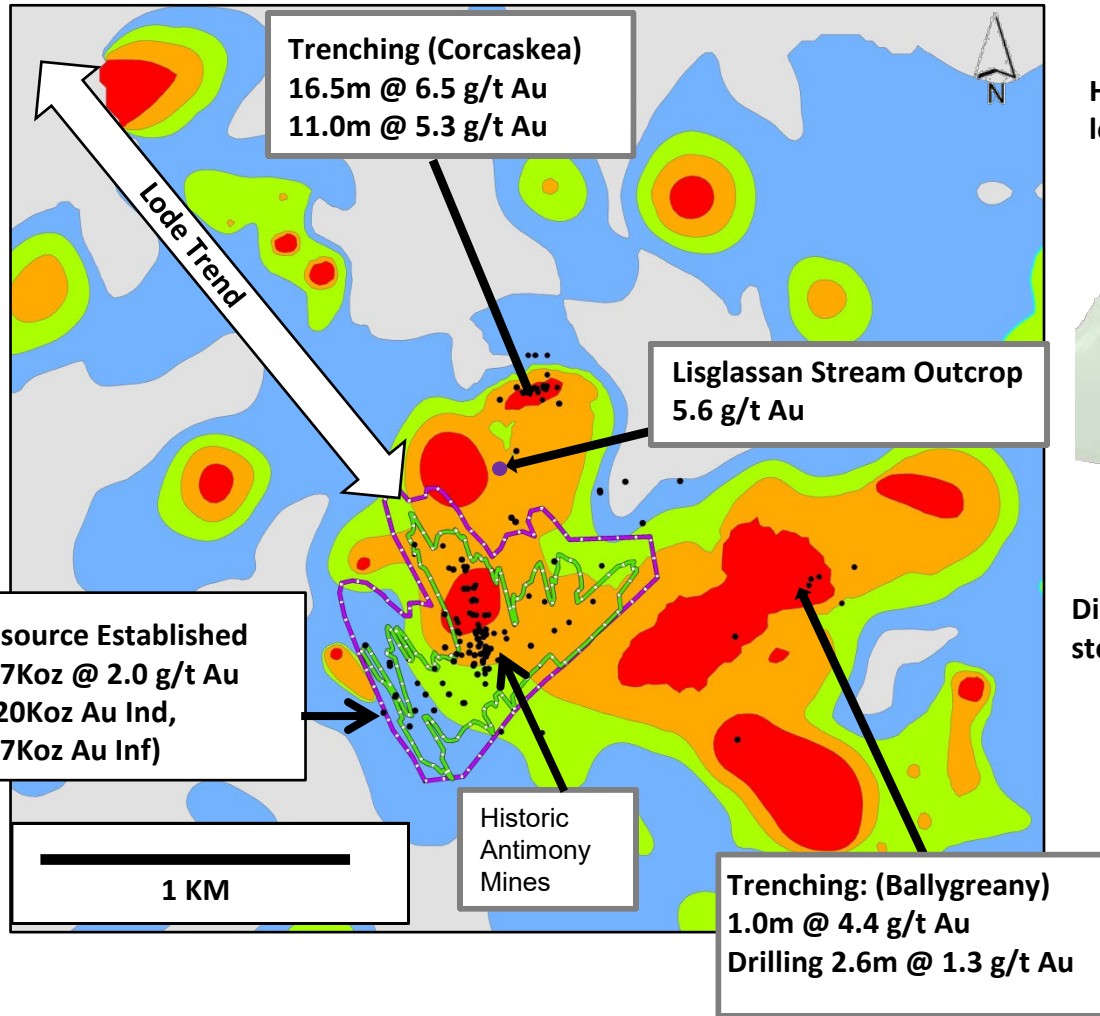 Trenching (Corcaskea)
16.5m @ 6.5 g/t Au
11.0m @ 5.3 g/t Au
N
Lode Trend
Lisglassan Stream Outcrop
5.6 g/t Au
source Established
7Koz @ 2.0 g/t Au
20Koz Au Ind,
7Koz Au Inf)
Historic
Antimony
Mines
1 KM
Trenching: (Ballygreany)
1.0m @ 4.4 g/t Au
Drilling 2.6m @ 1.3 g/t Au